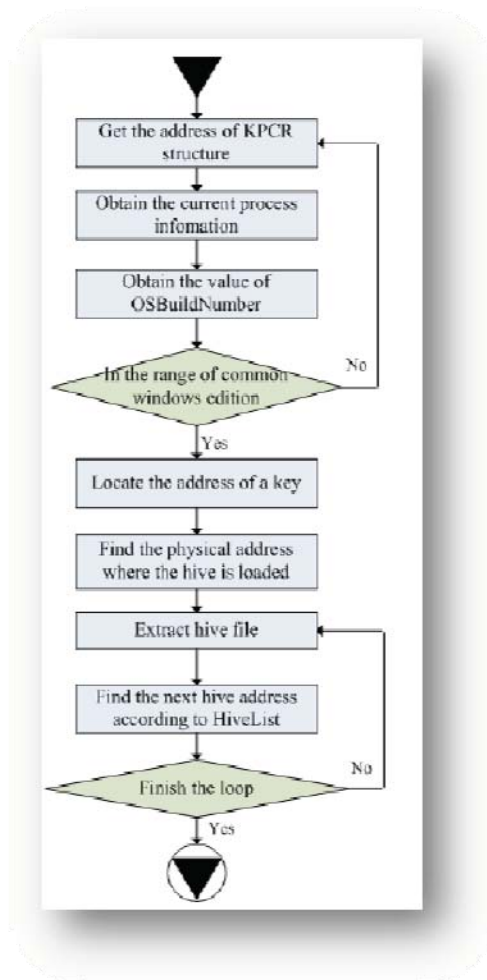 Get the address of KPCR
structure
Obtain the current process
infomation
Obtain the value of
OSBuildNumber
In the range of common
windows edition
No
Yes
Locate the address of a key
Find the physical address
where the hive is loaded
Extract hive file
Find the next hive address
according to HiveList
Finish the loop
No
Yes